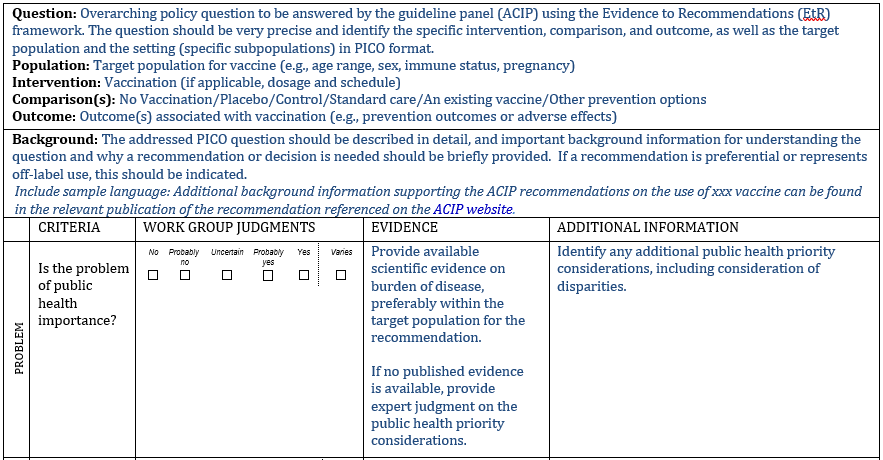 Question: Overarching policy question to be answered by the guideline panel (ACIP) using the Evidence to Recommendations (EtR)
framework. The question should be very precise and identify the specific intervention, comparison, and outcome, as well as the target
population and the setting (specific subpopulations) in PICO format.
Population: Target population for vaccine (e.g., age range, sex, immune status, pregnancy)
Intervention: Vaccination (if applicable, dosage and schedule)
Comparison(s): No Vaccination/Placebo/Control/Standard care/An existing vaccine/Other prevention options
Outcome: Outcome(s) associated with vaccination (e.g., prevention outcomes or adverse effects)
Background: The addressed PICO question should be described in detail, and important background information for understanding the
question and why a recommendation or decision is needed should be briefly provided. If a recommendation is preferential or represents
off-label use, this should be indicated.
Include sample language: Additional background information supporting the ACIP recommendations on the use of xxx vaccine can be found
in the relevant publication of the recommendation referenced on the ACIP website.
CRITERIA
WORK GROUP JUDGMENTS
EVIDENCE
ADDITIONAL INFORMATION
PROBLEM
Is the problem
of public
health
importance?
No
Probably
no
Uncertain
Probably
yes
Yes
Varies
Provide available
scientific evidence on
burden of disease,
preferably within the
target population for the
recommendation.
If no published evidence
is available, provide
expert judgment on the
public health priority
considerations.
Identify any additional public health priority
considerations, including consideration of
disparities.